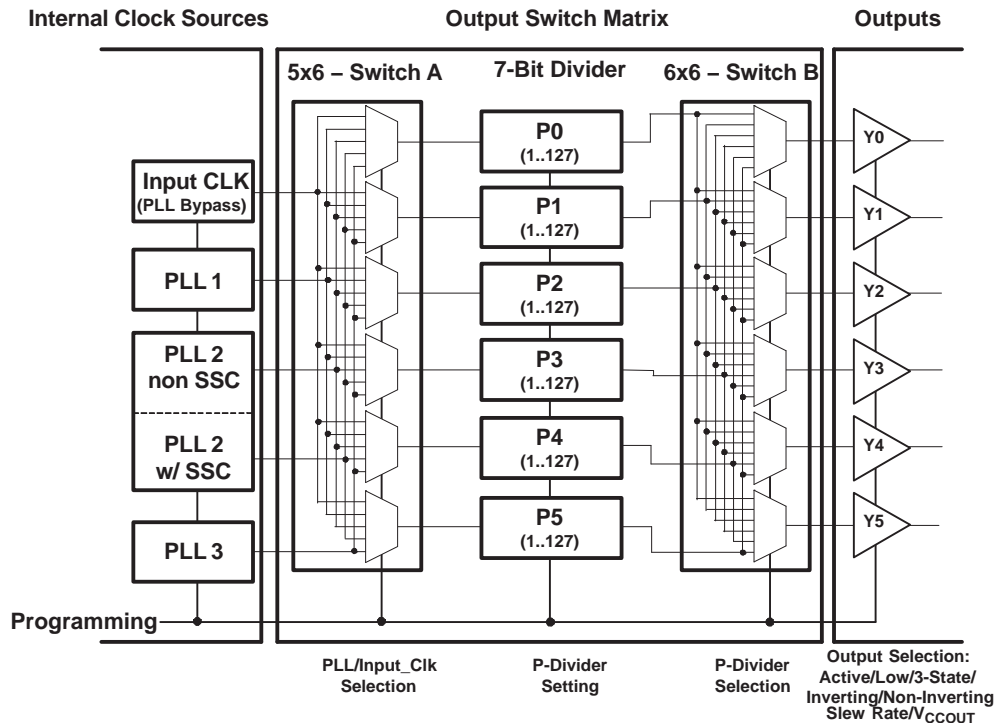 Internal Clock Sources
Output Switch Matrix
Outputs
5x6 – Switch A
7-Bit Divider
6x6 – Switch B
Input CLK
(PLL Bypass)
PLL 1
PLL 2
non SSC
PLL 2
w/ SSC
PLL 3
P0
(1..127)
P1
(1..127)
P2
(1..127)
P3
(1..127)
P4
(1..127)
P5
(1..127)
Y0
Y1
Y2
Y3
Y4
Y5
Programming
PLL/Input_Clk
Selection
P-Divider
Setting
P-Divider
Selection
Output Selection:
Active/Low/3-State/
Inverting/Non-Inverting
Slew Rate/VCCOUT